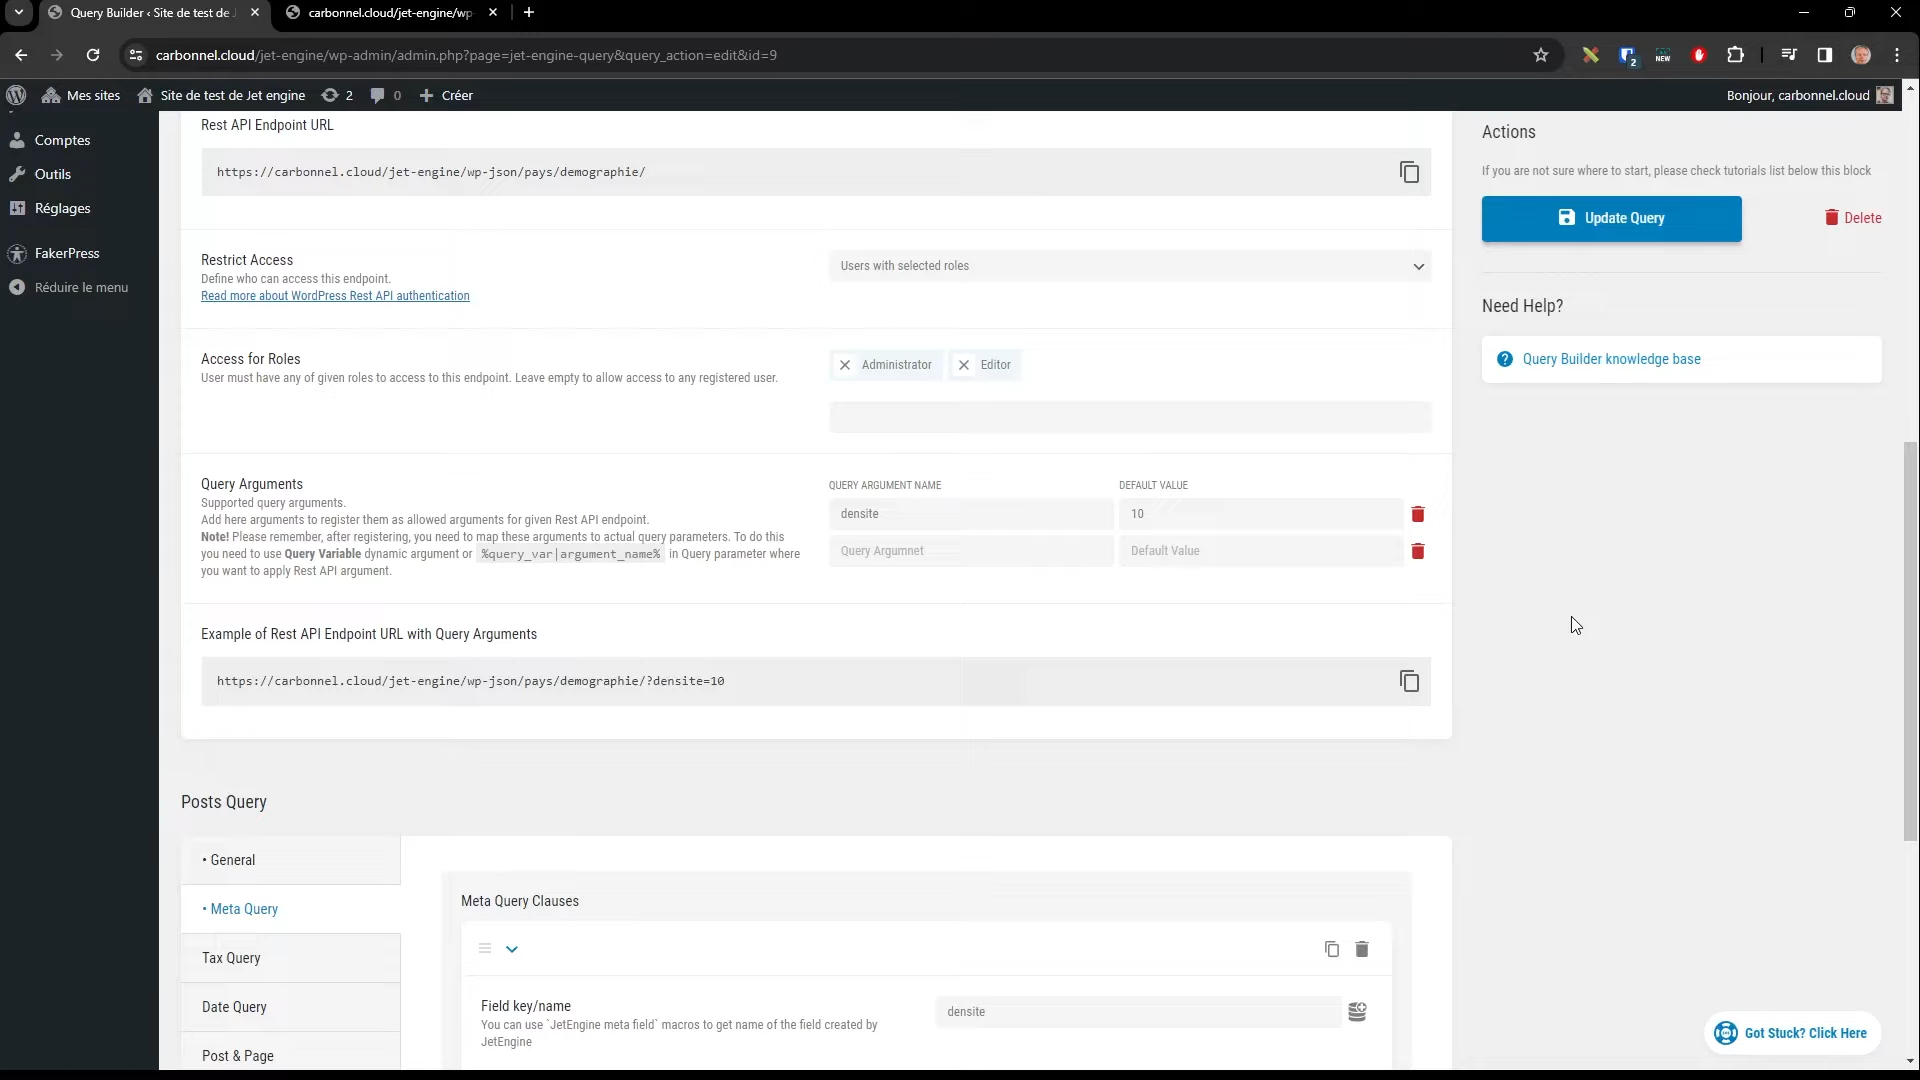 Query Builder ‹ Site de test de J
carbonnel.cloud/jet-engine/wp-
carbonnel.cloud/jet-engine/wp-admin/admin.php?page=jet-engine-query&query_action=edit&id=9
2
NEW
Mes sites
Site de test de Jet engine
2
0
Créer
Bonjour, carbonnel.cloud
Comptes
Outils
Réglages
FakerPress
Réduire le menu
Rest API Endpoint URL
https://carbonnel.cloud/jet-engine/wp-json/pays/demographie/
Restrict Access
Define who can access this endpoint.
Read more about WordPress Rest API authentication
Users with selected roles
Access for Roles
User must have any of given roles to access to this endpoint. Leave empty to allow access to any registered user.
Administrator
Editor
Query Arguments
Supported query arguments.
Add here arguments to register them as allowed arguments for given Rest API endpoint.
Note! Please remember, after registering, you need to map these arguments to actual query parameters. To do this
you need to use Query Variable dynamic argument or %query_var|argument_name% in Query parameter where
you want to apply Rest API argument.
QUERY ARGUMENT NAME
DEFAULT VALUE
densite
10
Query Argumnet
Default Value
Example of Rest API Endpoint URL with Query Arguments
https://carbonnel.cloud/jet-engine/wp-json/pays/demographie/?densite=10
Actions
If you are not sure where to start, please check tutorials list below this block
Update Query
Delete
Need Help?
Query Builder knowledge base
Posts Query
• General
• Meta Query
Tax Query
Date Query
Post & Page
Meta Query Clauses
Field key/name
You can use `JetEngine meta field` macros to get name of the field created by
JetEngine
densite
Got Stuck? Click Here